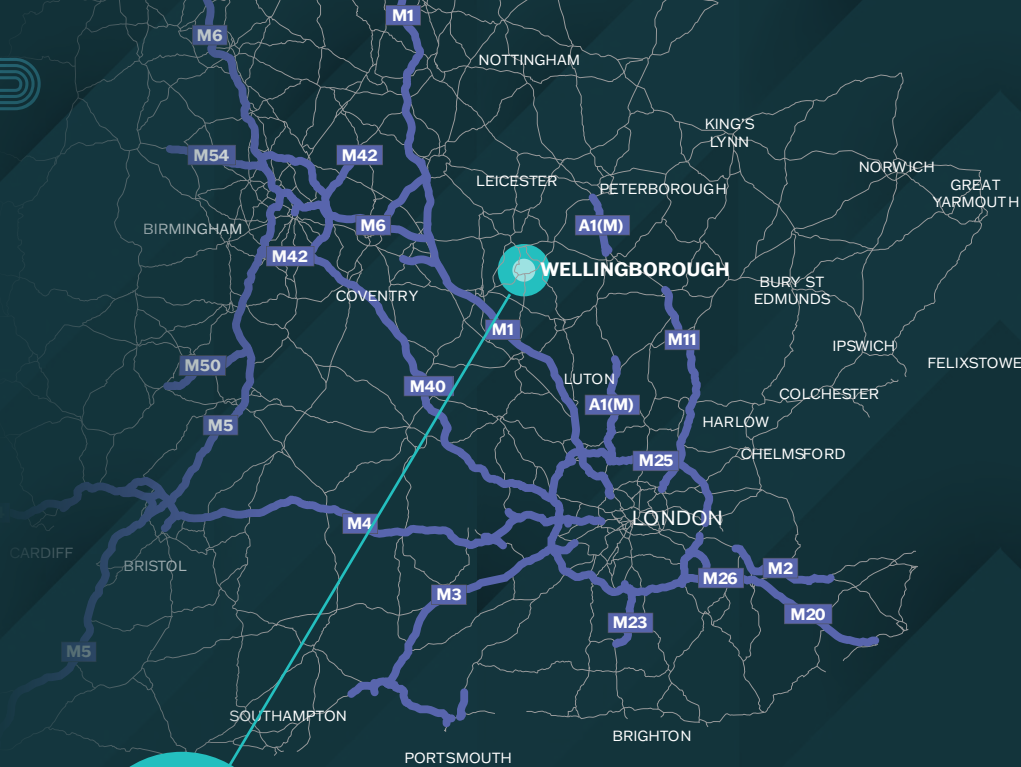 M1
M6
NOTTINGHAM
KING'S
LYNN
M54
M42
NORWICH
LEICESTER
PETERBOROUGH
GREAT
YARMOUTH
M6
A1(M)
BIRMINGHAM
M42
WELLINGBOROUGH
BURY ST
EDMUNDS
COVENTRY
M1
M11
IPSWICH
M50
FELIXSTOWE
LUTON
M40
COLCHESTER
A1(M)
M5
HARLOW
CHELMSFORD
M25
LONDON
M4
CARDIFF
BRISTOL
M2
M26
M3
M20
M23
M5
SOUTHAMPTON
BRIGHTON
PORTSMOUTH